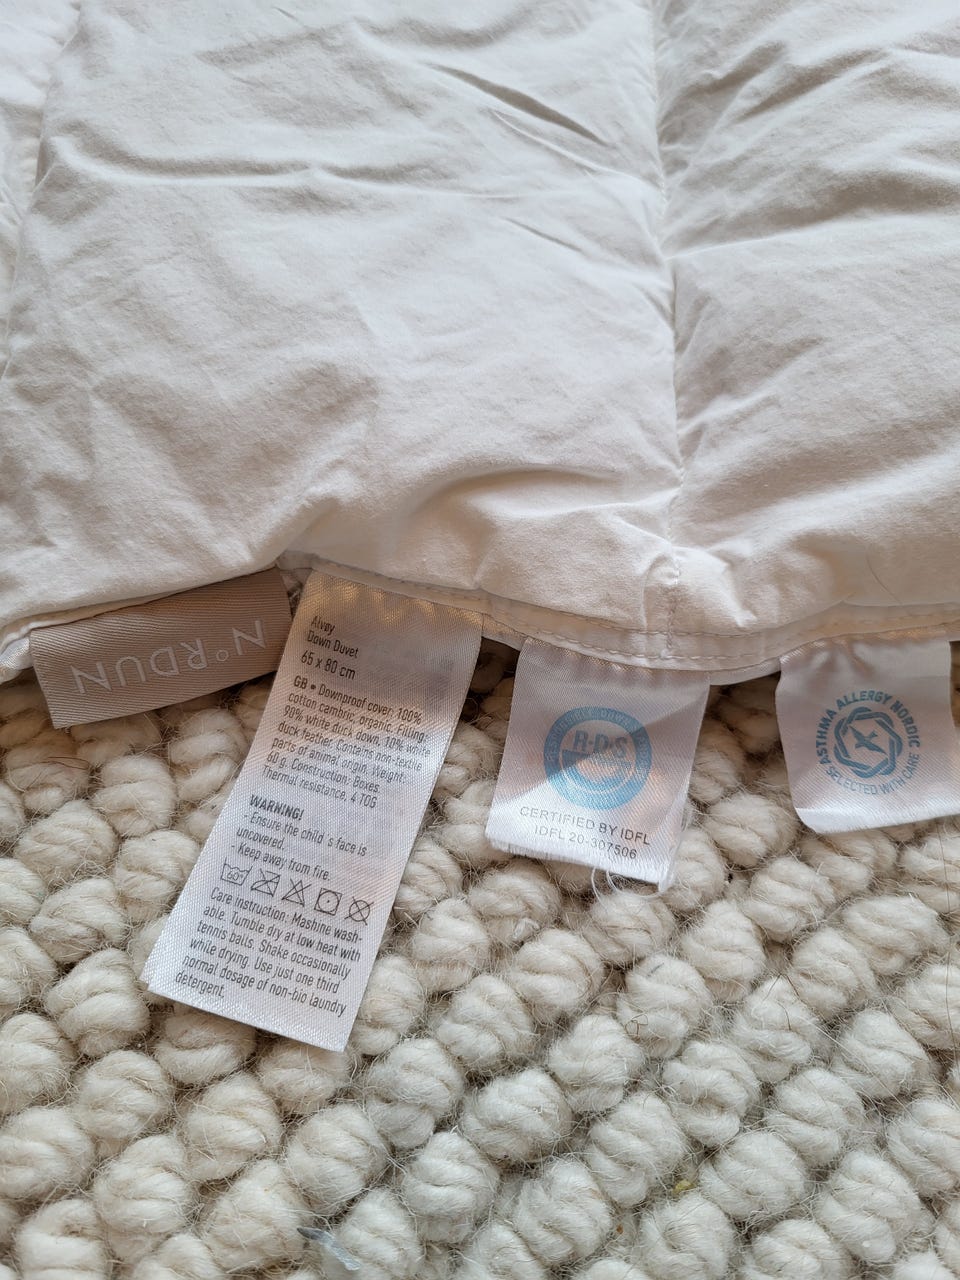 N°RDUN
Alvøy
Down Duvet
65 x 80 cm
GB • Downproof cover: 100%
cotton cambric, organic. Filling:
90% white duck down, 10% white
duck feather. Contains non-textile
parts of animal origin. Weight:
60 g. Construction: Boxes.
Thermal resistance, 4 TOG
WARNING!
- Ensure the child´s face is
uncovered.
- Keep away from fire.
60
Care instruction: Mashine wash-
able. Tumble dry at low heat with
tennis balls. Shake occasionally
while drying. Use just one third
normal dosage of non-bio laundry
detergent.
R·D·S
CERTIFIED BY IDFL
IDFL 20-307506
ASTHMA ALLERGY NORDIC
SELECTED WITH CARE